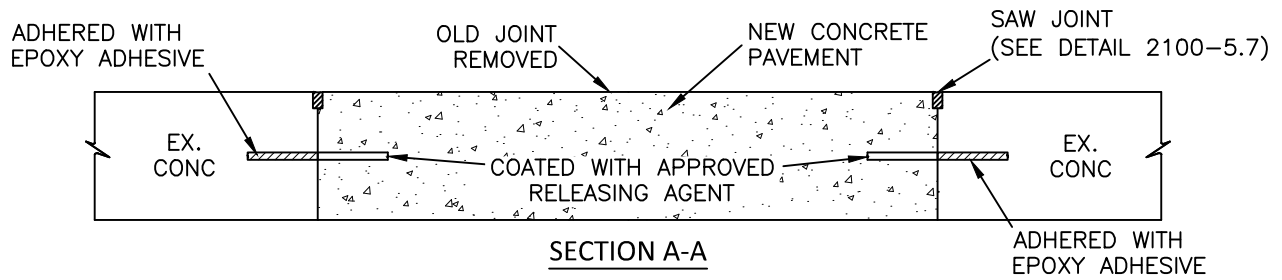 ADHERED WITH
EPOXY ADHESIVE
OLD JOINT
REMOVED
NEW CONCRETE
PAVEMENT
SAW JOINT
(SEE DETAIL 2100-5.7)
EX.
CONC
COATED WITH APPROVED
RELEASING AGENT
EX.
CONC
SECTION A-A
ADHERED WITH
EPOXY ADHESIVE